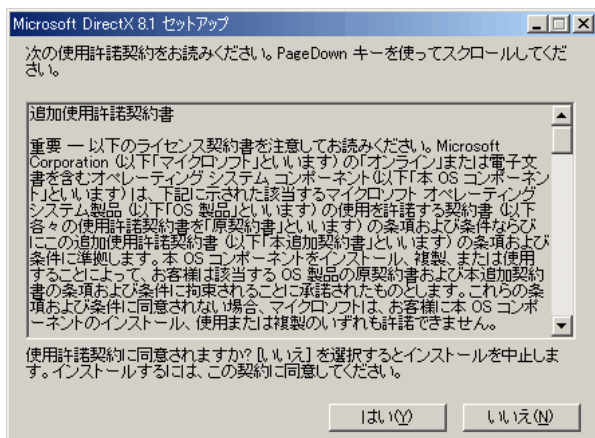 Microsoft DirectX 8.1 セットアップ
次の使用許諾契約をお読みください。PageDown キーを使ってスクロールしてくだ
さい。
追加使用許諾契約書
重要 — 以下のライセンス契約書を注意してお読みください。Microsoft
Corporation (以下「マイクロソフト」といいます) の「オンライン」または電子文
書を含むオペレーティング システム コンポーネント(以下「本 OS コンポーネン
ト」といいます) は、下記に示された該当するマイクロソフト オペレーティング
システム製品 (以下「OS 製品」といいます) の使用を許諾する契約書 (以下
各々の使用許諾契約書を「原契約書」といいます) の条項および条件ならび
にこの追加使用許諾契約書 (以下「本追加契約書」といいます) の条項および
条件に準拠します。本 OS コンポーネントをインストール、複製、または使用
することによって、お客様は該当する OS 製品の原契約書および本追加契約
書の条項および条件に拘束されることに承諾されたものとします。これらの条
項および条件に同意されない場合、マイクロソフトは、お客様に本 OS コンポ
ーネントのインストール、使用または複製のいずれも許諾できません。
使用許諾契約に同意されますか? [いいえ] を選択するとインストールを中止しま
す。インストールするには、この契約に同意してください。
はい(Y)
いいえ(N)